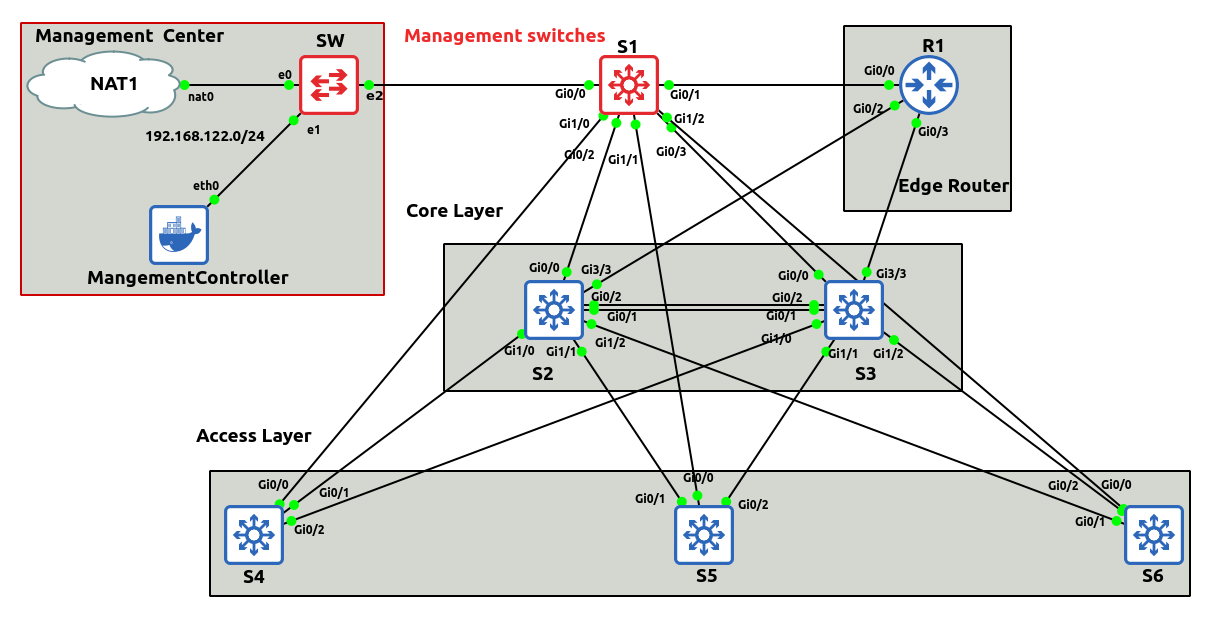 Management  Center
SW
Management switches
S1
R1
NAT1
nat0
e0
e2
e1
192.168.122.0/24
eth0
MangementController
Gi0/0
Gi0/1
Gi1/0
Gi0/2
Gi1/1
Gi1/2
Gi0/3
Gi0/0
Gi0/2
Gi0/3
Edge Router
Core Layer
Gi0/0
Gi3/3
Gi0/2
Gi0/1
Gi1/2
Gi1/0
Gi1/1
S2
Gi0/0
Gi3/3
Gi0/2
Gi0/1
Gi1/0
Gi1/1
Gi1/2
S3
Access Layer
Gi0/0
Gi0/1
Gi0/2
S4
Gi0/0
Gi0/1
Gi0/2
S5
Gi0/2
Gi0/0
Gi0/1
S6